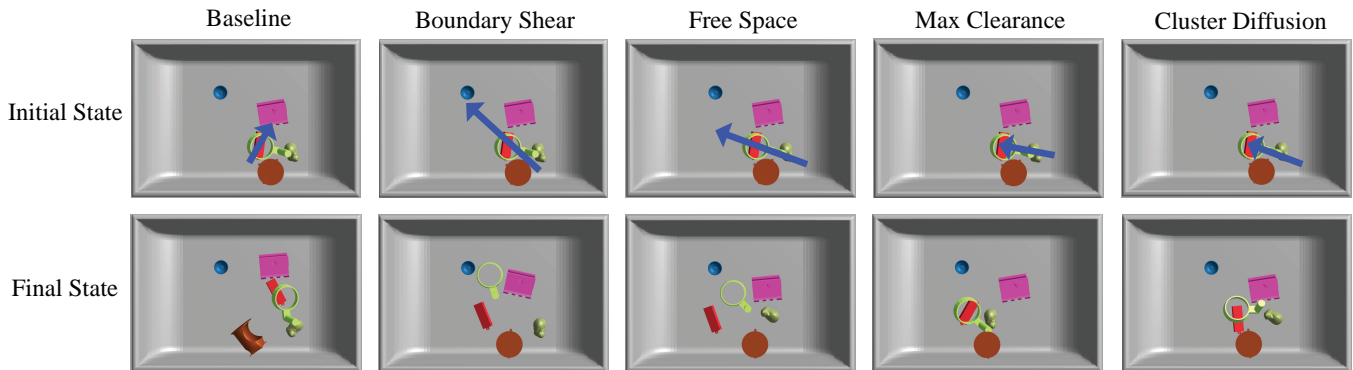 Baseline
Boundary Shear
Free Space
Max Clearance
Cluster Diffusion
Initial State
Final State